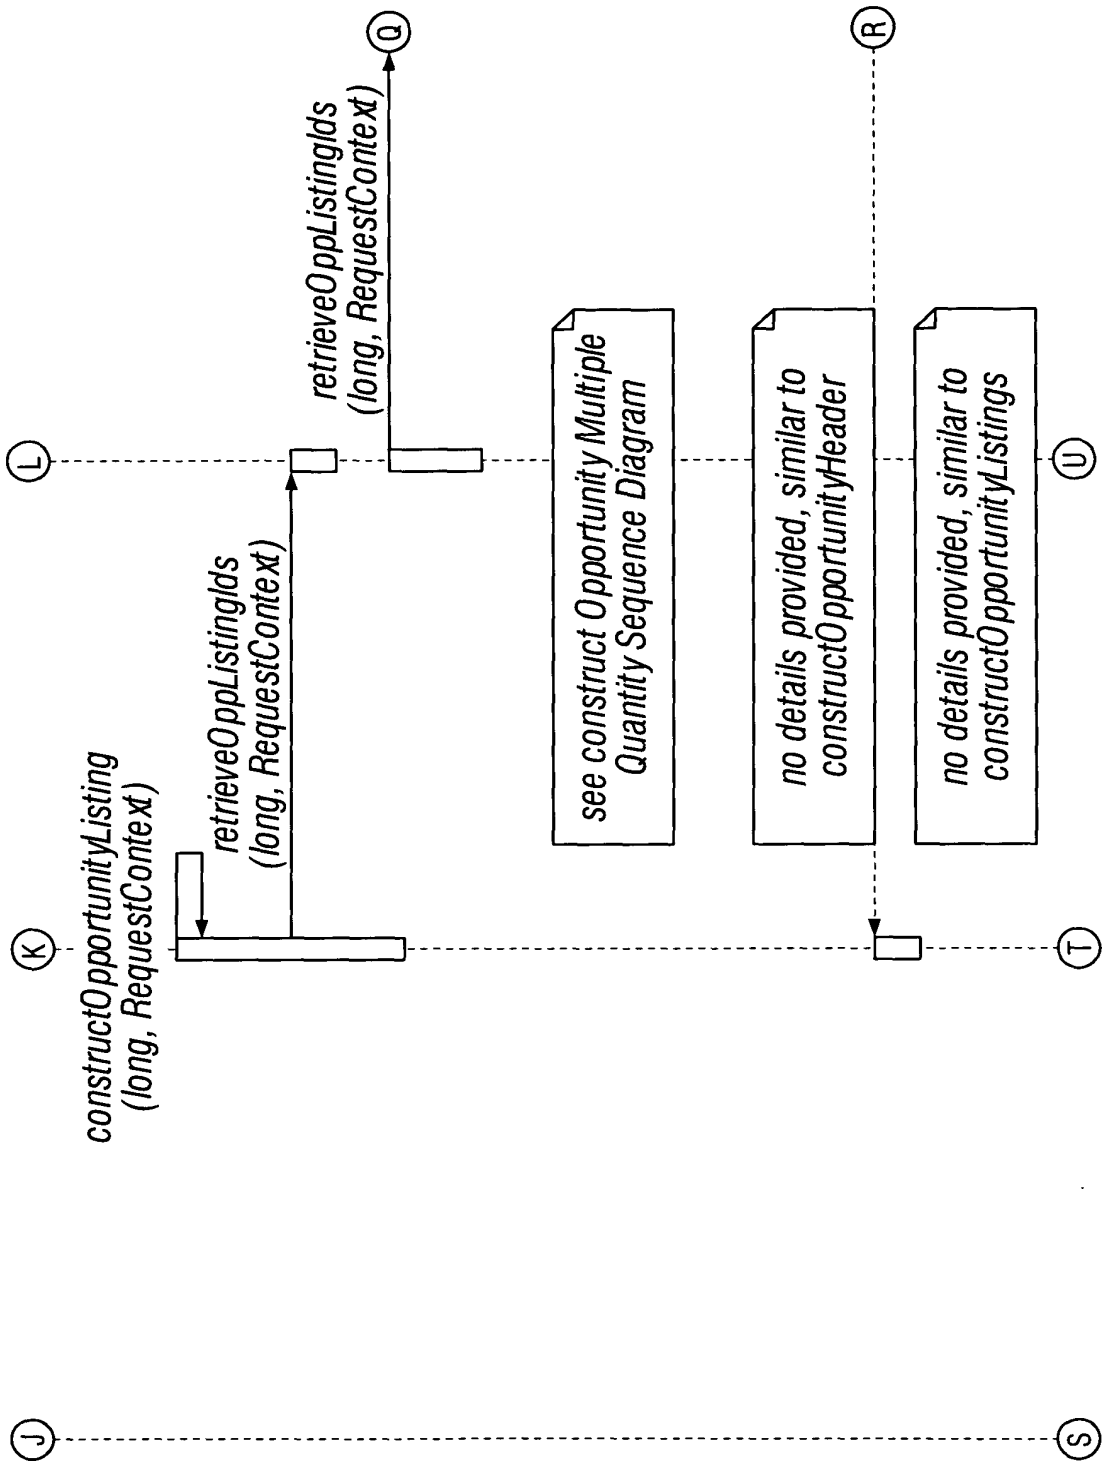 J
K
L
constructOpportunityListing
(long, RequestContext)
retrieveOppListingIds
(long, RequestContext)
retrieveOppListingIds
(long, RequestContext)
Q
see construct Opportunity Multiple
Quantity Sequence Diagram
no details provided, similar to
constructOpportunityHeader
R
no details provided, similar to
constructOpportunityListings
S
T
U